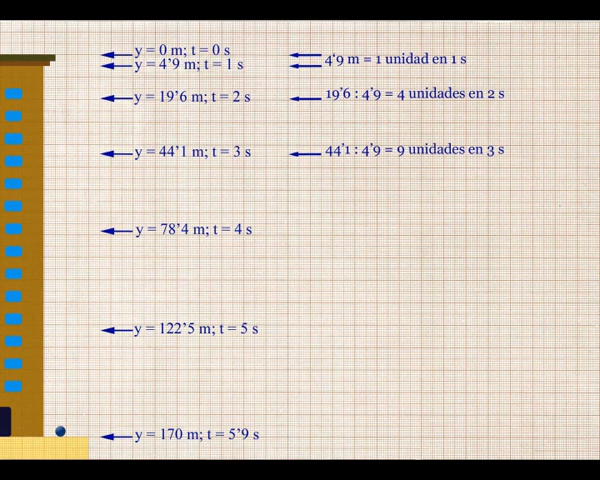 y = 0 m; t = 0 s
y = 4'9 m; t = 1 s
4'9 m = 1 unidad en 1 s
y = 19'6 m; t = 2 s
19'6 : 4'9 = 4 unidades en 2 s
y = 44'1 m; t = 3 s
44'1 : 4'9 = 9 unidades en 3 s
y = 78'4 m; t = 4 s
y = 122'5 m; t = 5 s
y = 170 m; t = 5'9 s